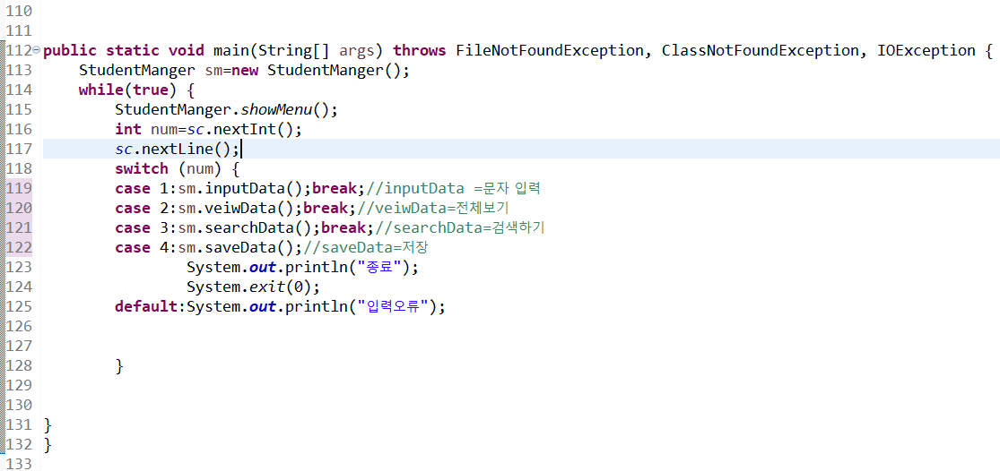 110
111
112 public static void main(String[] args) throws FileNotFoundException, ClassNotFoundException, IOException {
113 StudentManger sm=new StudentManger();
114 while(true) {
115 StudentManger.showMenu();
116 int num=sc.nextInt();
117 sc.nextLine();
118 switch (num) {
119 case 1:sm.inputData();break;//inputData =문자 입력
120 case 2:sm.veiwData();break;//veiwData=전체보기
121 case 3:sm.searchData();break;//searchData=검색하기
122 case 4:sm.saveData();//saveData=저장
123 System.out.println("종료");
124 System.exit(0);
125 default:System.out.println("입력오류");
126
127
128 }
129
130
131 }
132 }
133